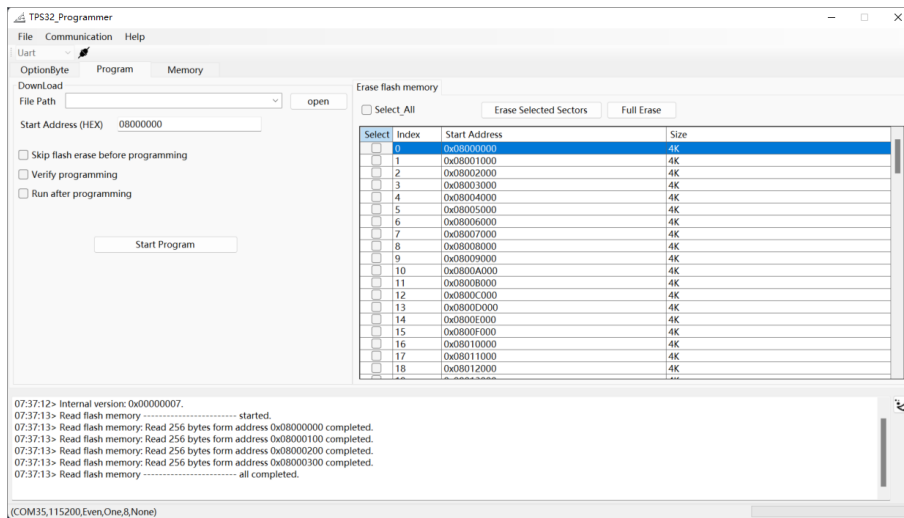 TPS32_Programmer
File Communication Help
Uart
OptionByte Program Memory
DownLoad
File Path open
Start Address (HEX) 08000000
Skip flash erase before programming
Verify programming
Run after programming
Start Program
Erase flash memory
Select_All Erase Selected Sectors Full Erase
Select Index Start Address Size
0 0x08000000 4K
1 0x08001000 4K
2 0x08002000 4K
3 0x08003000 4K
4 0x08004000 4K
5 0x08005000 4K
6 0x08006000 4K
7 0x08007000 4K
8 0x08008000 4K
9 0x08009000 4K
10 0x0800A000 4K
11 0x0800B000 4K
12 0x0800C000 4K
13 0x0800D000 4K
14 0x0800E000 4K
15 0x0800F000 4K
16 0x08010000 4K
17 0x08011000 4K
18 0x08012000 4K
07:37:12> Internal version: 0x00000007.
07:37:13> Read flash memory ------------------------ started.
07:37:13> Read flash memory: Read 256 bytes form address 0x08000000 completed.
07:37:13> Read flash memory: Read 256 bytes form address 0x08000100 completed.
07:37:13> Read flash memory: Read 256 bytes form address 0x08000200 completed.
07:37:13> Read flash memory: Read 256 bytes form address 0x08000300 completed.
07:37:13> Read flash memory ------------------------ all completed.
(COM35,115200,Even,One,8,None)